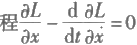 程∂L/∂x − d/dt ∂L/∂ẋ = 0